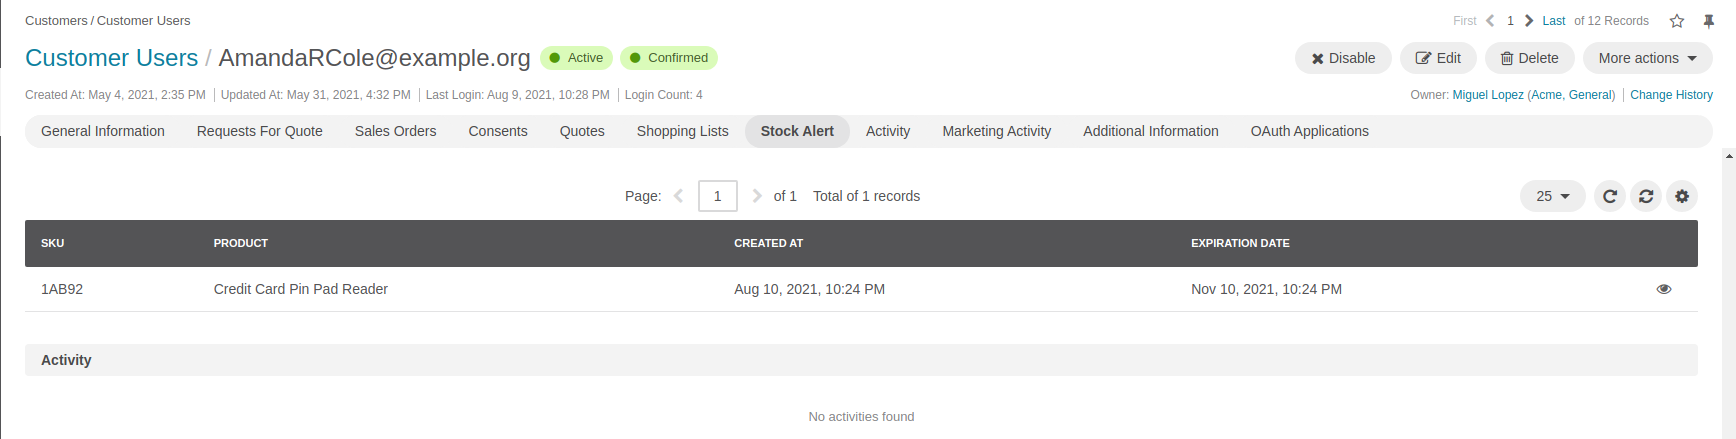 Customers / Customer Users
First 1 Last of 12 Records
Customer Users / AmandaRCole@example.org Active Confirmed
Disable Edit Delete More actions
Created At: May 4, 2021, 2:35 PM Updated At: May 31, 2021, 4:32 PM Last Login: Aug 9, 2021, 10:28 PM Login Count: 4
Owner: Miguel Lopez (Acme, General) Change History
General Information Requests For Quote Sales Orders Consents Quotes Shopping Lists Stock Alert Activity Marketing Activity Additional Information OAuth Applications
Page: 1 of 1 Total of 1 records 25
SKU PRODUCT CREATED AT EXPIRATION DATE
1AB92 Credit Card Pin Pad Reader Aug 10, 2021, 10:24 PM Nov 10, 2021, 10:24 PM
Activity
No activities found